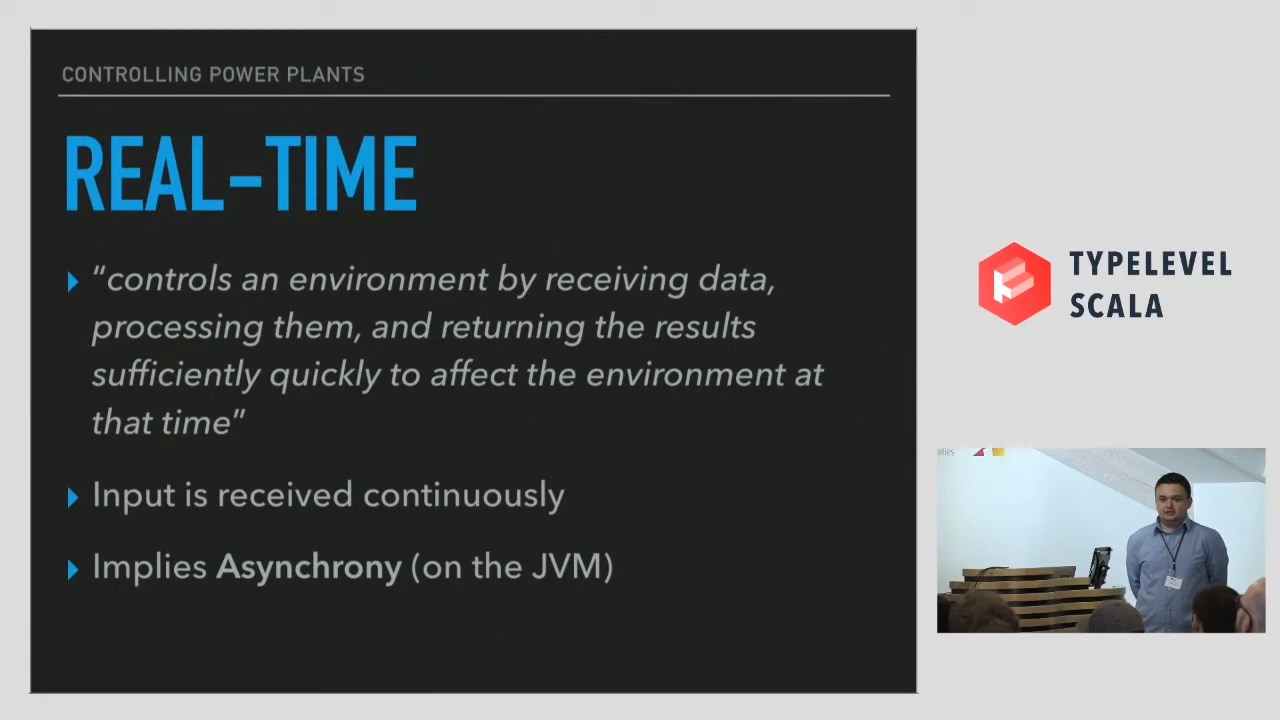 CONTROLLING POWER PLANTS
REAL-TIME
"controls an environment by receiving data,
processing them, and returning the results
sufficiently quickly to affect the environment at
that time"
Input is received continuously
Implies Asynchrony (on the JVM)
TYPELEVEL
SCALA